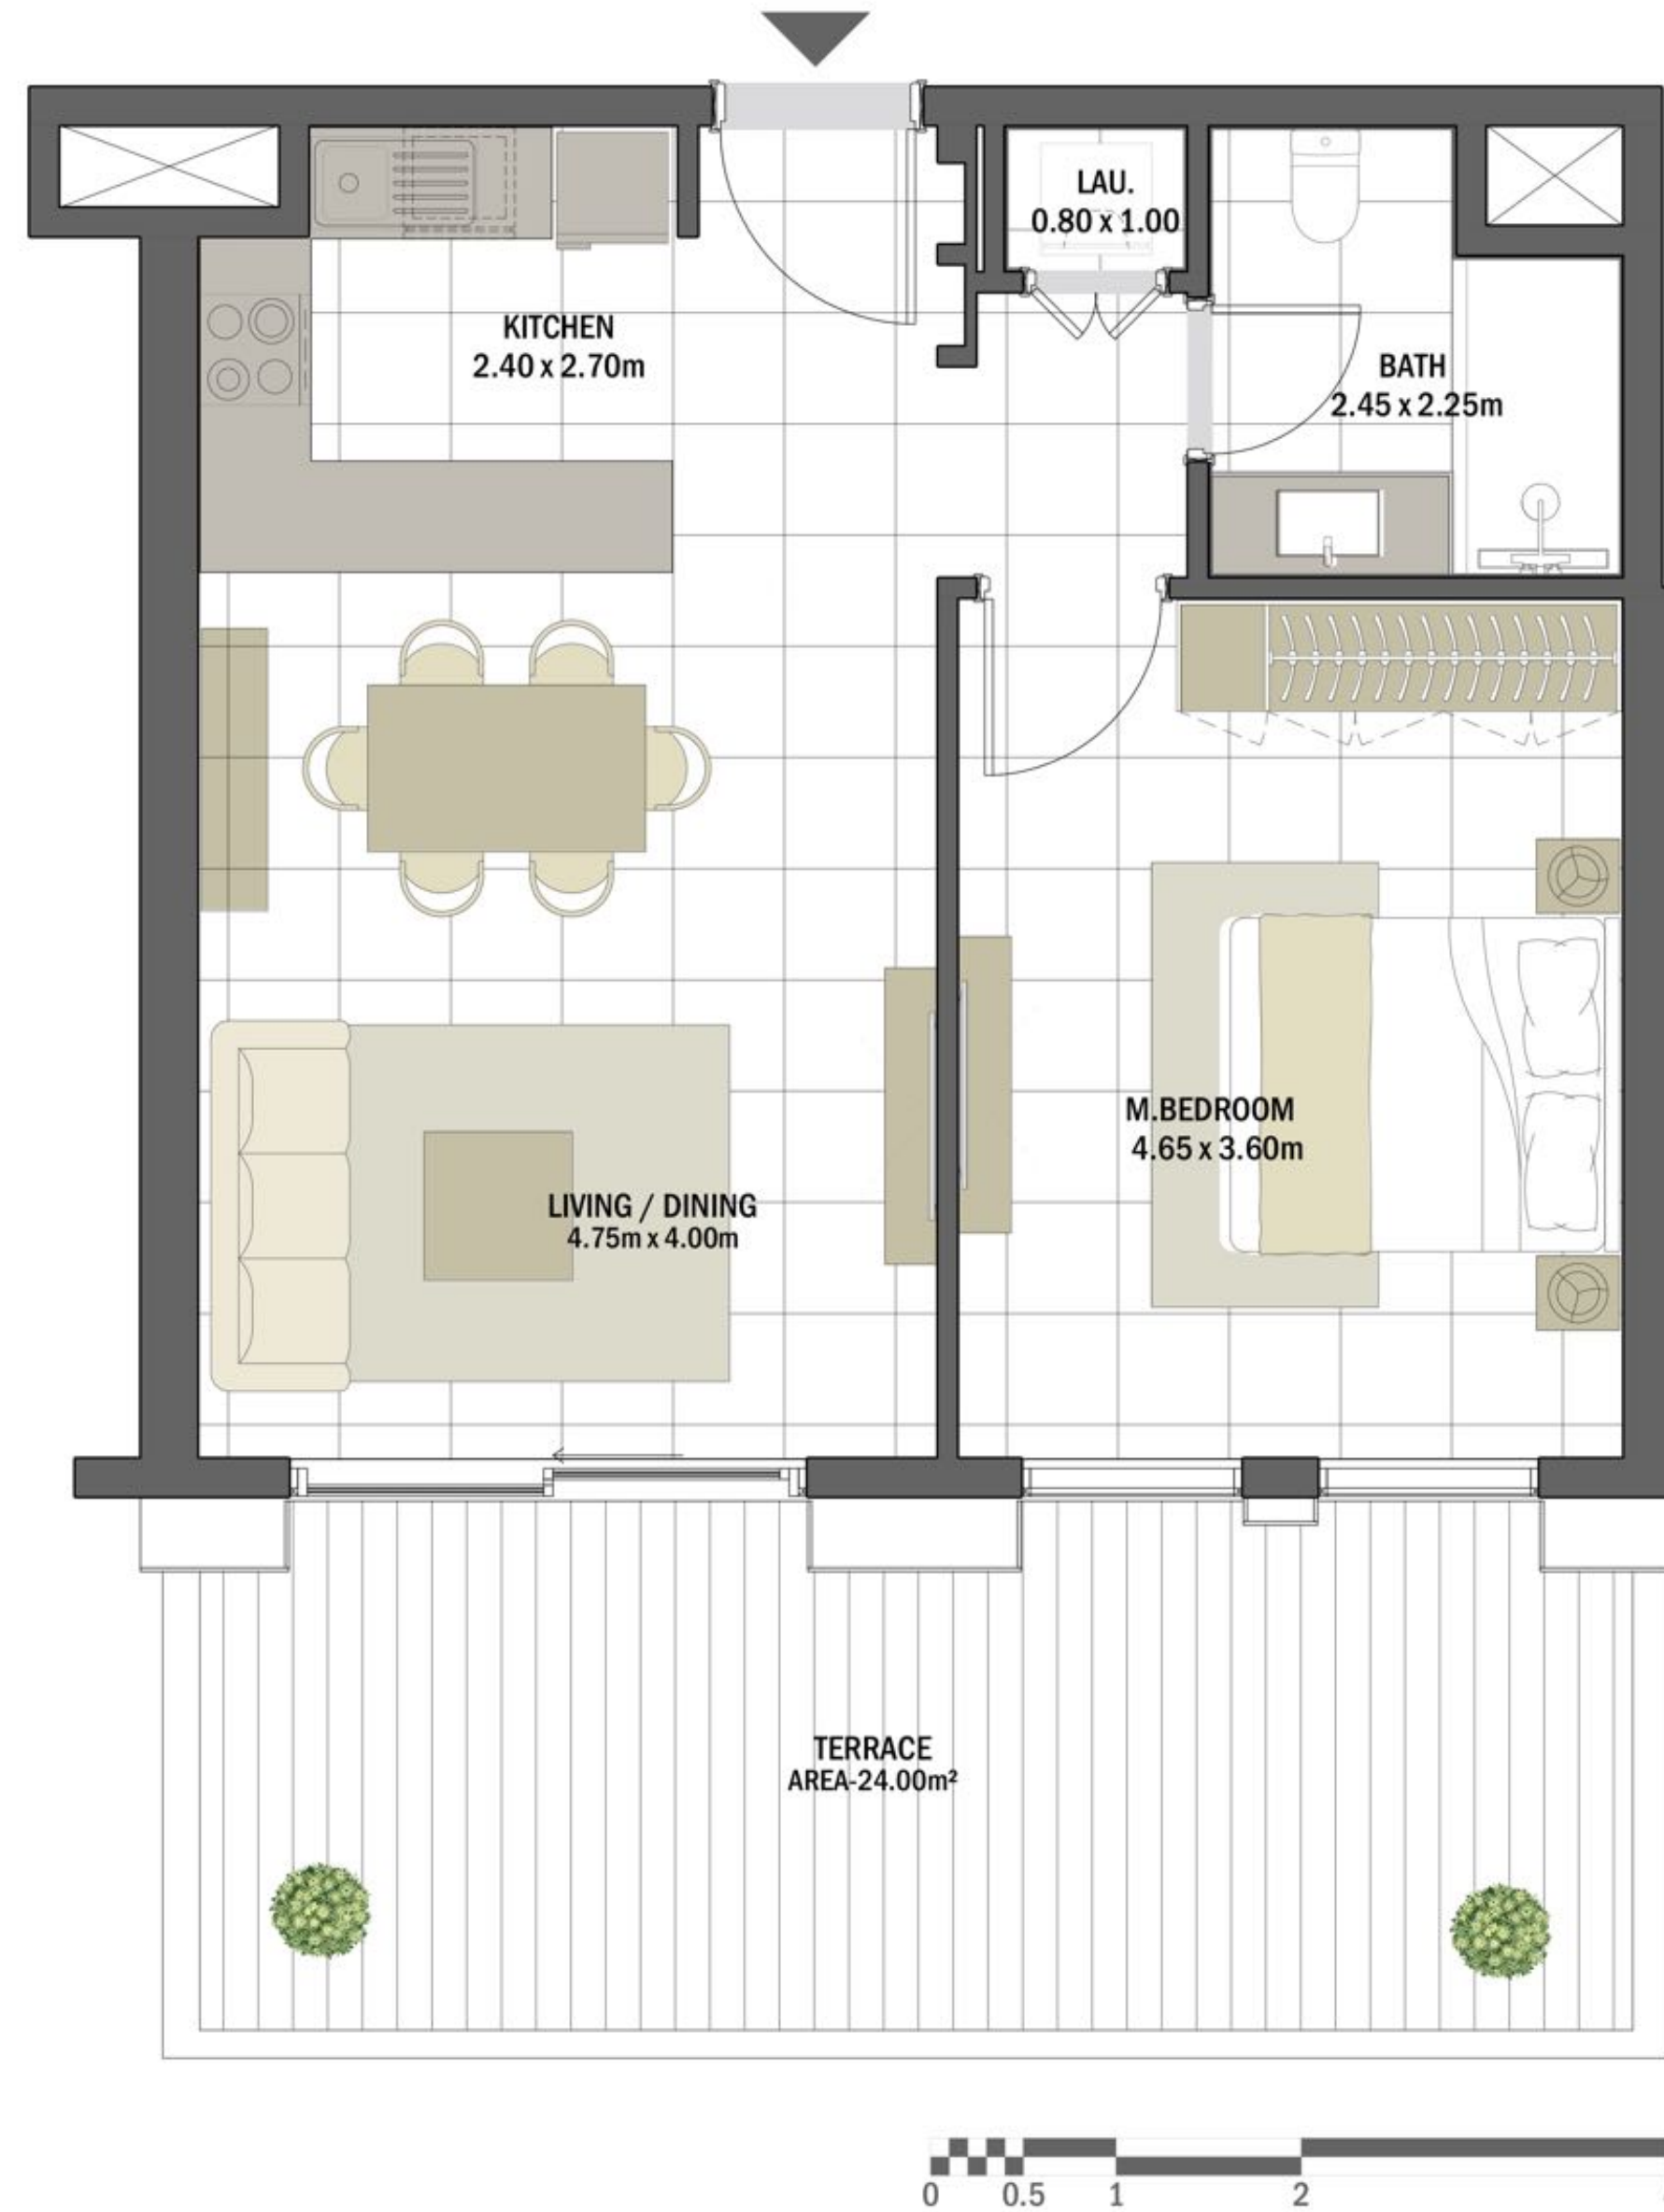 LAU.
0.80 x 1.00
KITCHEN
2.40 x 2.70m
BATH
2.45 x 2.25m
M.BEDROOM
4.65 x 3.60m
LIVING / DINING
4.75m x 4.00m
TERRACE
AREA-24.00m²
0 0.5 1 2